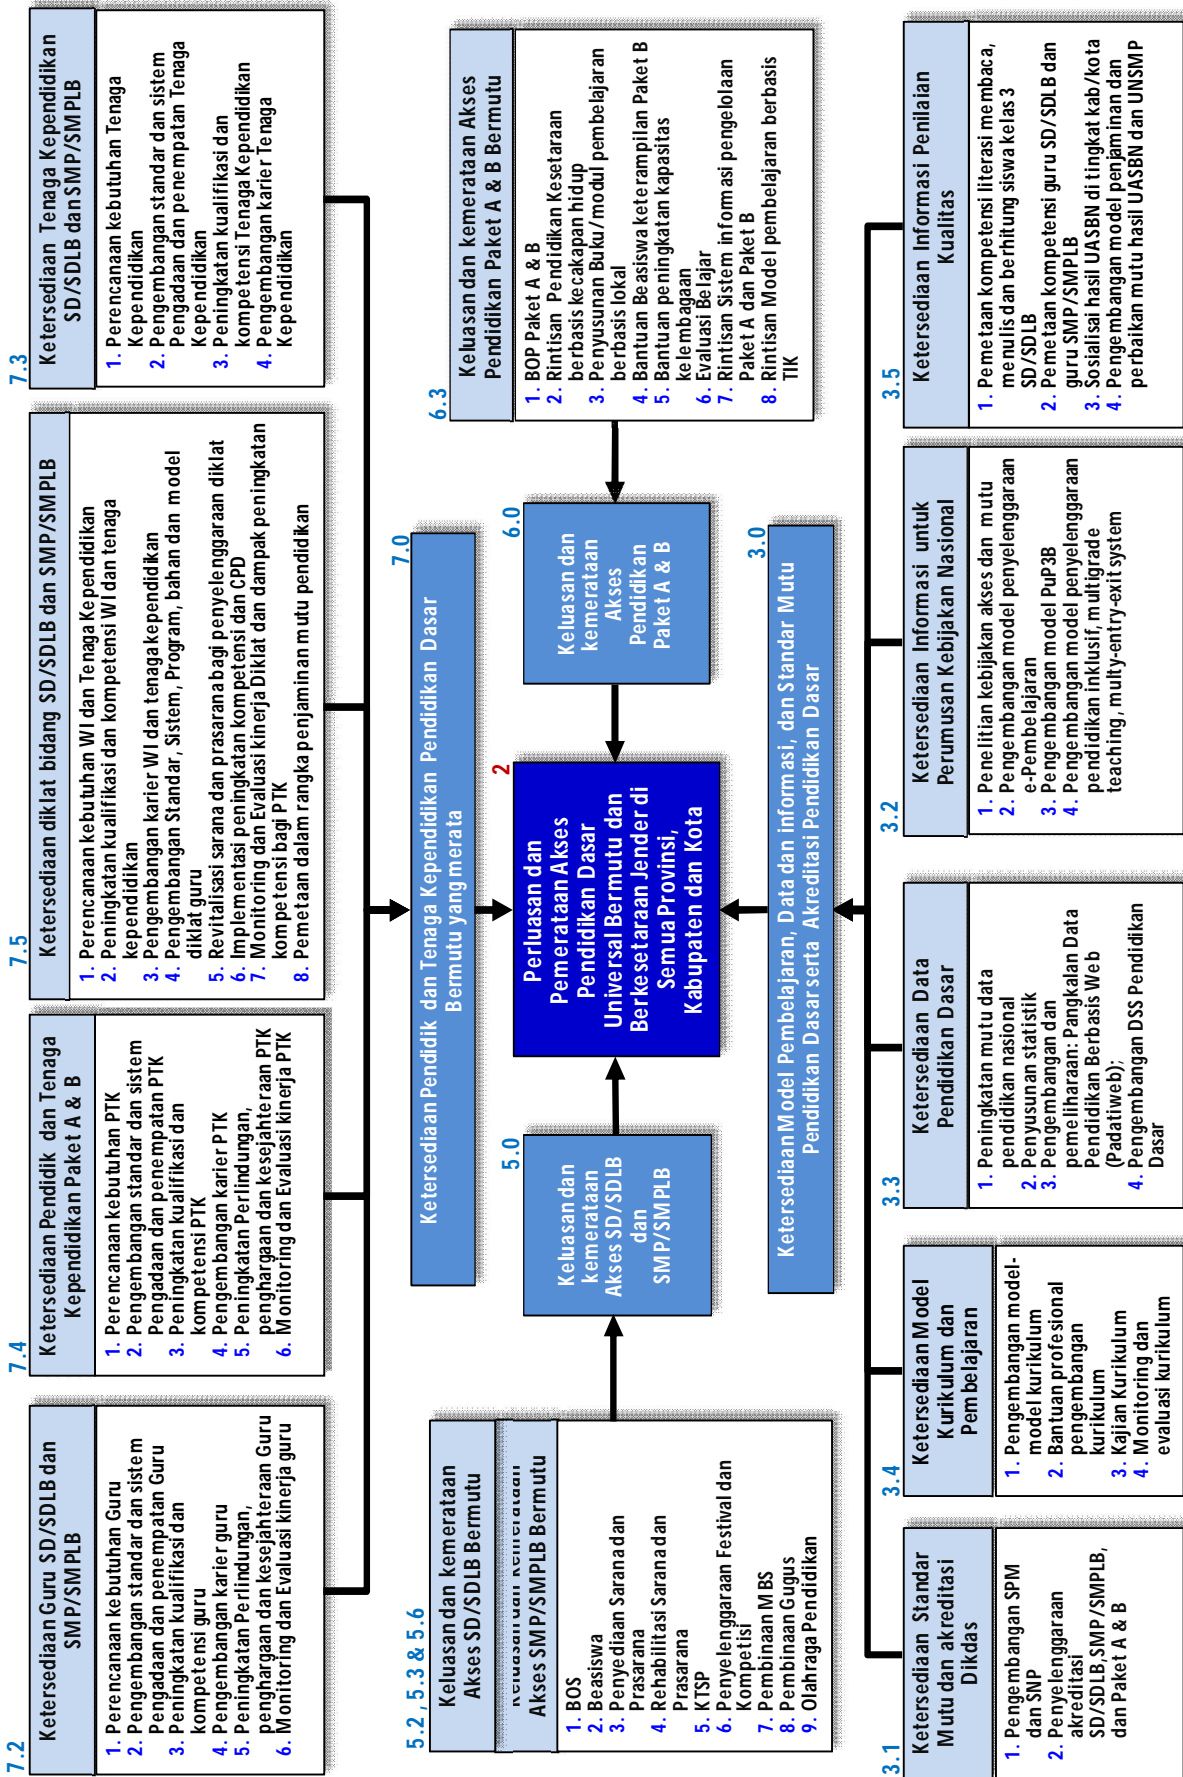 7.2
Ketersediaan Guru SD/SDLB dan
SMP/SMPLB
1. Perencanaan kebutuhan Guru
2. Pengembangan standar dan sistem
Pengadaan dan penempatan Guru
3. Peningkatan kualifikasi dan
kompetensi guru
4. Pengembangan karier guru
5. Peningkatan Perlindungan,
penghargaan dan kesejahteraan Guru
6. Monitoring dan Evaluasi kinerja guru
7.4
Ketersediaan Pendidik dan Tenaga
Kependidikan Paket A & B
1. Perencanaan kebutuhan PTK
2. Pengembangan standar dan sistem
Pengadaan dan penempatan PTK
3. Peningkatan kualifikasi dan
kompetensi PTK
4. Pengembangan karier PTK
5. Peningkatan Perlindungan,
penghargaan dan kesejahteraan PTK
6. Monitoring dan Evaluasi kinerja PTK
7.5
Ketersediaan diklat bidang SD/SDLB dan SMP/SMPLB
1. Perencanaan kebutuhan WI dan Tenaga Kependidikan
2. Peningkatan kualifikasi dan kompetensi WI dan tenaga
kependidikan
3. Pengembangan karier WI dan tenaga kependidikan
4. Pengembangan Standar, Sistem, Program, bahan dan model
diklat guru
5. Revitalisasi sarana dan prasarana bagi penyelenggaraan diklat
6. Implementasi peningkatan kompetensi dan CPD
7. Monitoring dan Evaluasi kinerja Diklat dan dampak peningkatan
kompetensi bagi PTK
8. Pemetaan dalam rangka penjaminan mutu pendidikan
7.3
Ketersediaan Tenaga Kependidikan
SD/SDLB dan SMP/SMPLB
1. Perencanaan kebutuhan Tenaga
Kependidikan
2. Pengembangan standar dan sistem
Pengadaan dan penempatan Tenaga
Kependidikan
3. Peningkatan kualifikasi dan
kompetensi Tenaga Kependidikan
4. Pengembangan karier Tenaga
Kependidikan
7.0
Ketersediaan Pendidik dan Tenaga Kependidikan Pendidikan Dasar
Bermutu yang merata
5.2 , 5.3 & 5.6
Keluasan dan kemerataan
Akses SD/SDLB Bermutu
Keluasan dan Kemerataan
Akses SMP/SMPLB Bermutu
1. BOS
2. Beasiswa
3. Penyediaan Sarana dan
Prasarana
4. Rehabilitasi Sarana dan
Prasarana
5. KTSP
6. Penyelenggaraan Festival dan
Kompetisi
7. Pembinaan MBS
8. Pembinaan Gugus
9. Olahraga Pendidikan
5.0
Keluasan dan
kemerataan
Akses SD/SDLB
dan
SMP/SMPLB
2
Perluasan dan
Pemerataan Akses
Pendidikan Dasar
Universal Bermutu dan
Berkesetaraan Jender di
Semua Provinsi,
Kabupaten dan Kota
6.0
Keluasan dan
kemerataan
Akses
Pendidikan
Paket A & B
6.3
Keluasan dan kemerataan Akses
Pendidikan Paket A & B Bermutu
1. BOP Paket A & B
2. Rintisan Pendidikan Kesetaraan
berbasis kecakapan hidup
3. Penyusunan Buku/modul pembelajaran
berbasis lokal
4. Bantuan Beasiswa keterampilan Paket B
5. Bantuan peningkatan kapasitas
kelembagaan
6. Evaluasi Belajar
7. Rintisan Sistem informasi pengelolaan
Paket A dan Paket B
8. Rintisan Model pembelajaran berbasis
TIK
3.0
Ketersediaan Model Pembelajaran, Data dan informasi, dan Standar Mutu
Pendidikan Dasar serta Akreditasi Pendidikan Dasar
3.1
Ketersediaan Standar
Mutu dan akreditasi
Dikdas
1. Pengembangan SPM
dan SNP
2. Penyelenggaraan
akreditasi
SD/SDLB,SMP/SMPLB,
dan Paket A & B
3.4
Ketersediaan Model
Kurikulum dan
Pembelajaran
1. Pengembangan model-
model kurikulum
2. Bantuan profesional
pengembangan
kurikulum
3. Kajian Kurikulum
4. Monitoring dan
evaluasi kurikulum
3.3
Ketersediaan Data
Pendidikan Dasar
1. Peningkatan mutu data
pendidikan nasional
2. Penyusunan statistik
3. Pengembangan dan
pemeliharaan: Pangkalan Data
Pendidikan Berbasis Web
(Padatiweb);
4. Pengembangan DSS Pendidikan
Dasar
3.2
Ketersediaan Informasi untuk
Perumusan Kebijakan Nasional
1. Penelitian kebijakan akses dan mutu
2. Pengembangan model penyelenggaraan
e-Pembelajaran
3. Pengembangan model PuP3B
4. Pengembangan model penyelenggaraan
pendidikan inklusif, multigrade
teaching, multy-entry-exit system
3.5
Ketersediaan Informasi Penilaian
Kualitas
1. Pemetaan kompetensi literasi membaca,
menulis dan berhitung siswa kelas 3
SD/SDLB
2. Pemetaan kompetensi guru SD/SDLB dan
guru SMP/SMPLB
3. Sosialisai hasil UASBN di tingkat kab/kota
4. Pengembangan model penjaminan dan
perbaikan mutu hasil UASBN dan UNSMP